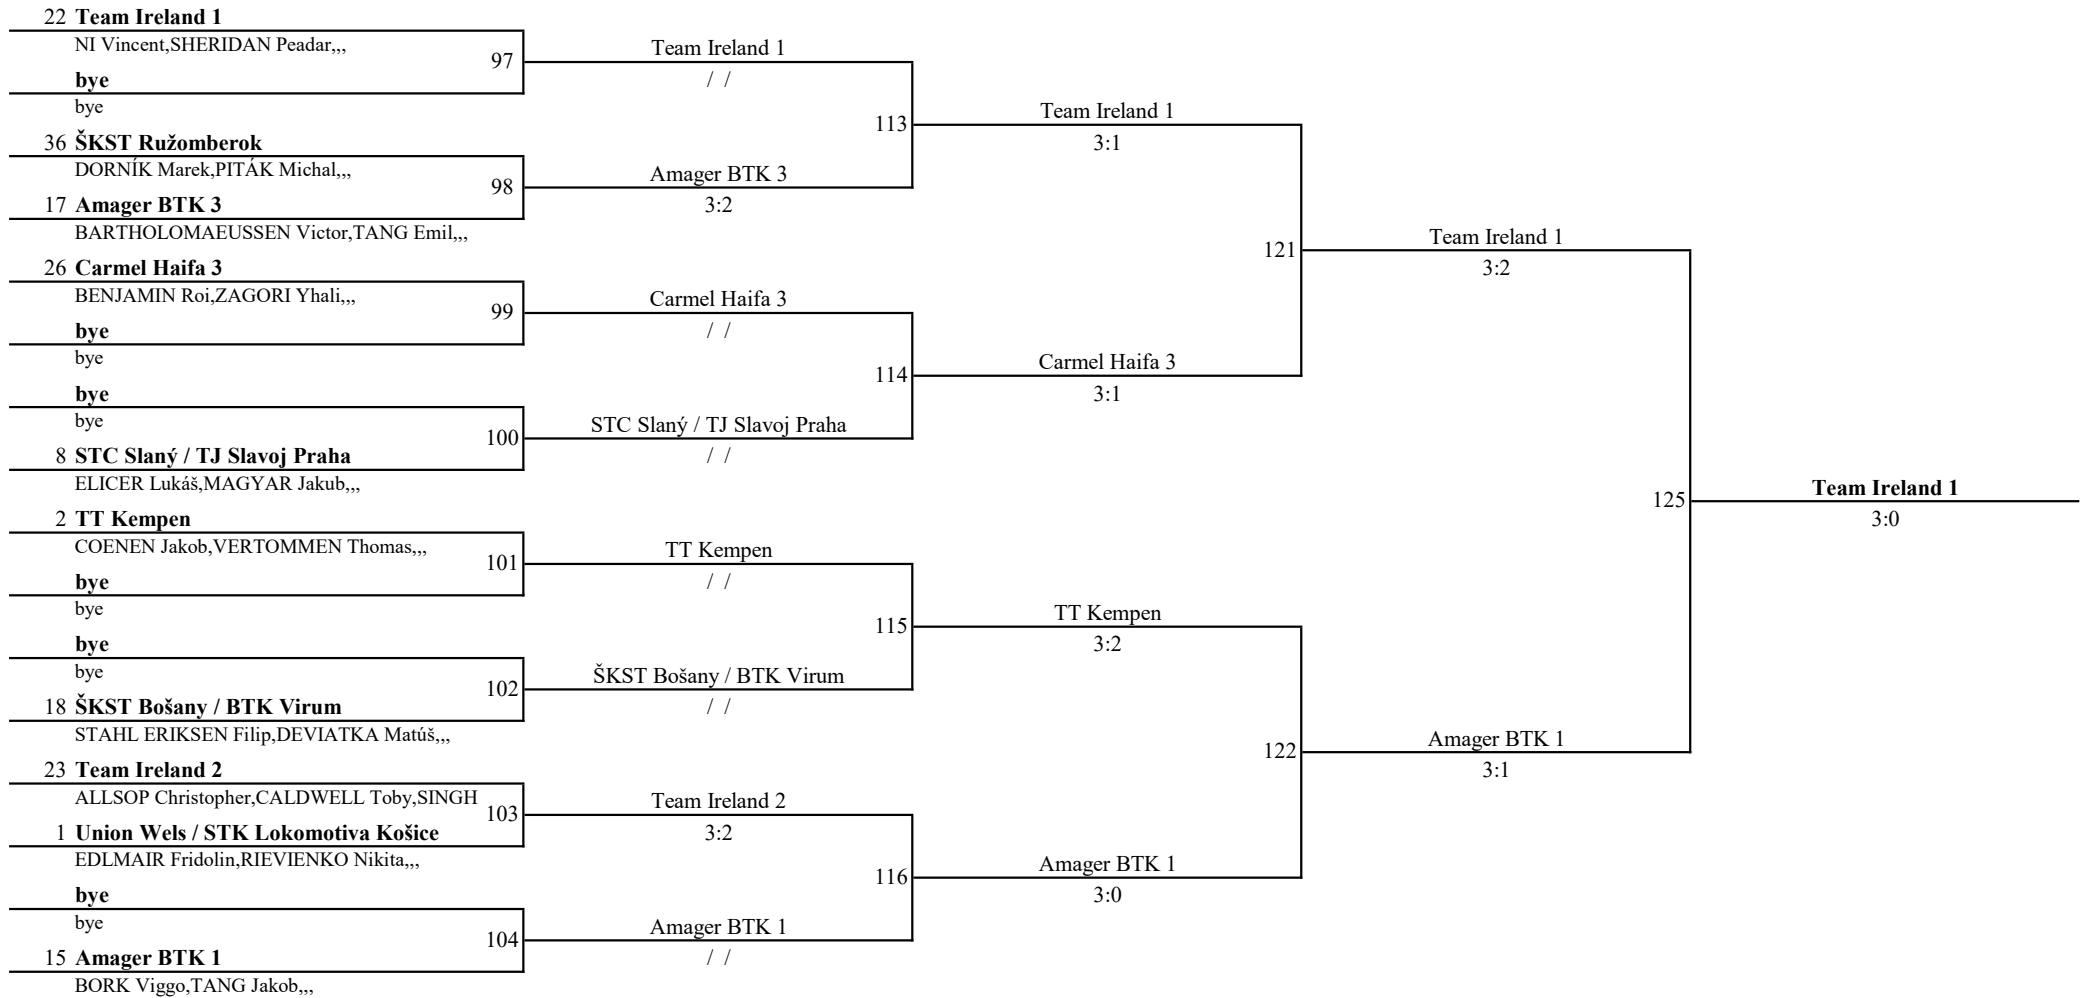 22 Team Ireland 1
NI Vincent,SHERIDAN Peadar,,,
97
Team Ireland 1
/ /
bye
bye
113
Team Ireland 1
3:1
36 ŠKST Ružomberok
DORNÍK Marek,PITÁK Michal,,,
98
Amager BTK 3
3:2
17 Amager BTK 3
BARTHOLOMAEUSSEN Victor,TANG Emil,,,
121
Team Ireland 1
3:2
26 Carmel Haifa 3
BENJAMIN Roi,ZAGORI Yhali,,,
99
Carmel Haifa 3
/ /
bye
bye
114
Carmel Haifa 3
3:1
bye
bye
100
STC Slaný / TJ Slavoj Praha
/ /
8 STC Slaný / TJ Slavoj Praha
ELICER Lukáš,MAGYAR Jakub,,,
125
Team Ireland 1
3:0
2 TT Kempen
COENEN Jakob,VERTOMMEN Thomas,,,
101
TT Kempen
/ /
bye
bye
115
TT Kempen
3:2
bye
bye
102
ŠKST Bošany / BTK Virum
/ /
18 ŠKST Bošany / BTK Virum
STAHL ERIKSEN Filip,DEVIATKA Matúš,,,
122
Amager BTK 1
3:1
23 Team Ireland 2
ALLSOP Christopher,CALDWELL Toby,SINGH
103
Team Ireland 2
3:2
1 Union Wels / STK Lokomotiva Košice
EDLMAIR Fridolin,RIEVIENKO Nikita,,,
116
Amager BTK 1
3:0
bye
bye
104
Amager BTK 1
/ /
15 Amager BTK 1
BORK Viggo,TANG Jakob,,,